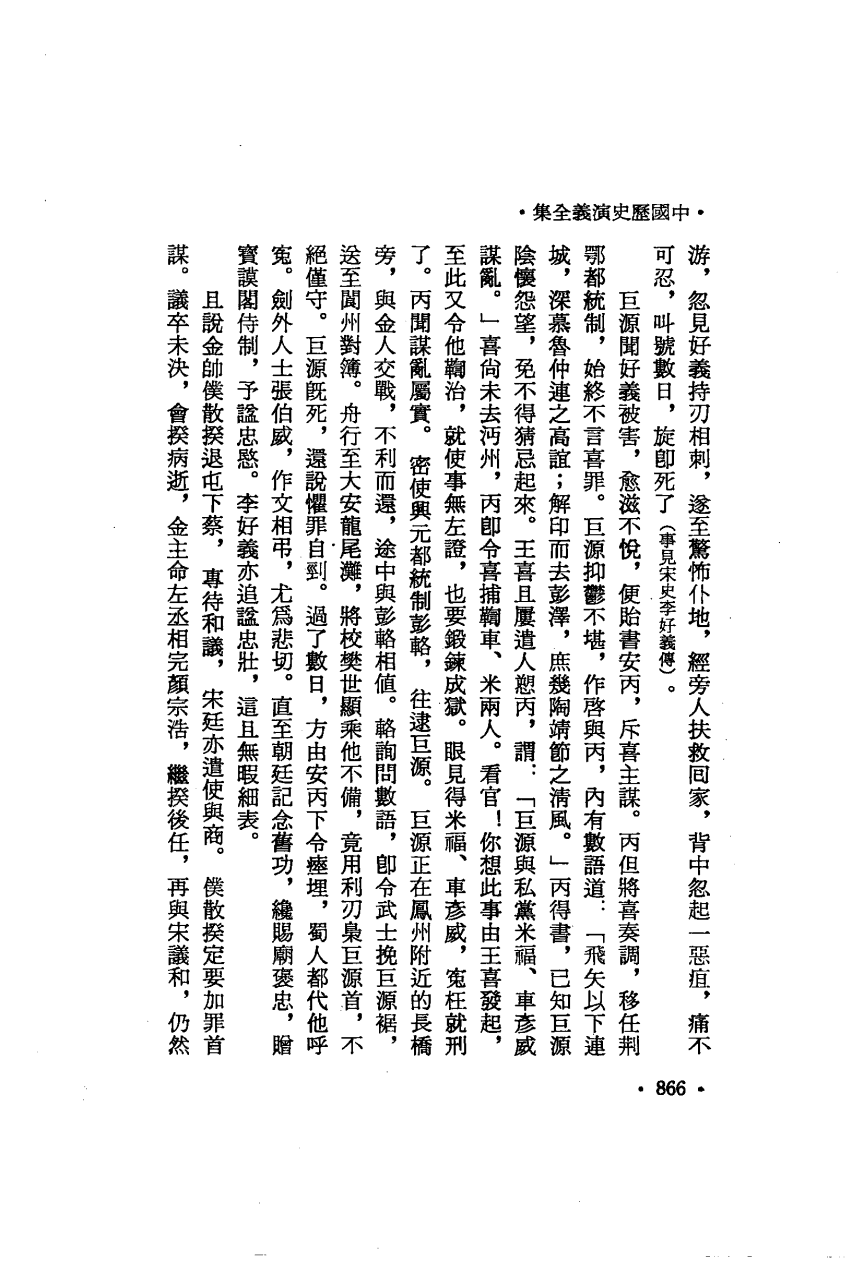 ·中國歷史演義全集·
游，忽見好義持刃相刺，遂至驚怖仆地，經旁人扶救回家，背中忽起一惡疽，痛不
可忍，叫號數日，旋卽死了（事見宋史李好義傳）。
巨源聞好義被害，愈滋不悅，便貽書安丙，斥喜主謀。丙但將喜奏調，移任荆
鄂都統制，始終不言喜罪。巨源抑鬱不堪，作啓與丙，內有數語道：「飛矢以下連
城，深慕魯仲連之高誼；解印而去彭澤，庶幾陶靖節之淸風。」丙得書，已知巨源
陰懷怨望，免不得猜忌起來。王喜且屢遣人愬丙，謂：「巨源與私黨米福、車彥威
謀亂。」喜尙未去沔州，丙卽令喜捕鞫車、米兩人。看官！你想此事由王喜發起，
至此又令他鞫治，就使事無左證，也要鍛鍊成獄。眼見得米福、車彥威，寃枉就刑
了。丙聞謀亂屬實。密使興元都統制彭輅，往逮巨源。巨源正在鳳州附近的長橋
旁，與金人交戰，不利而還，途中與彭輅相值。輅詢問數語，卽令武士挽巨源裾，
送至閬州對簿。舟行至大安龍尾灘，將校樊世顯乘他不備，竟用利刃梟巨源首，不
絕僅守。巨源旣死，還說懼罪自剄。過了數日，方由安丙下令瘞埋，蜀人都代他呼
寃。劍外人士張伯威，作文相弔，尤爲悲切。直至朝廷記念舊功，纔賜廟褒忠，贈
寶謨閣侍制，予諡忠愍。李好義亦追諡忠壯，這且無暇細表。
且說金帥僕散揆退屯下蔡，專待和議，宋廷亦遣使與商。僕散揆定要加罪首
謀。議卒未決，會揆病逝，金主命左丞相完顏宗浩，繼揆後任，再與宋議和，仍然
·866·